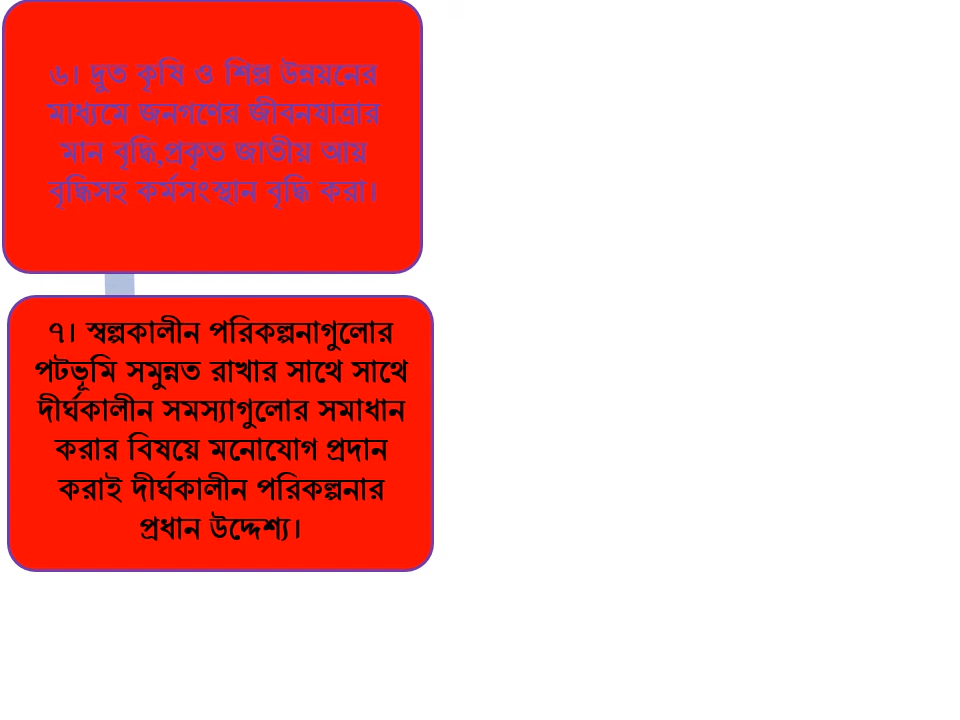 ৬। দ্রুত কৃষি ও শিল্প উন্নয়নের
মাধ্যমে জনগণের জীবনযাত্রার
মান বৃদ্ধি,প্রকৃত জাতীয় আয়
বৃদ্ধিসহ কর্মসংস্থান বৃদ্ধি করা।
৭। স্বল্পকালীন পরিকল্পনাগুলোর
পটভূমি সমুন্নত রাখার সাথে সাথে
দীর্ঘকালীন সমস্যাগুলোর সমাধান
করার বিষয়ে মনোযোগ প্রদান
করাই দীর্ঘকালীন পরিকল্পনার
প্রধান উদ্দেশ্য।